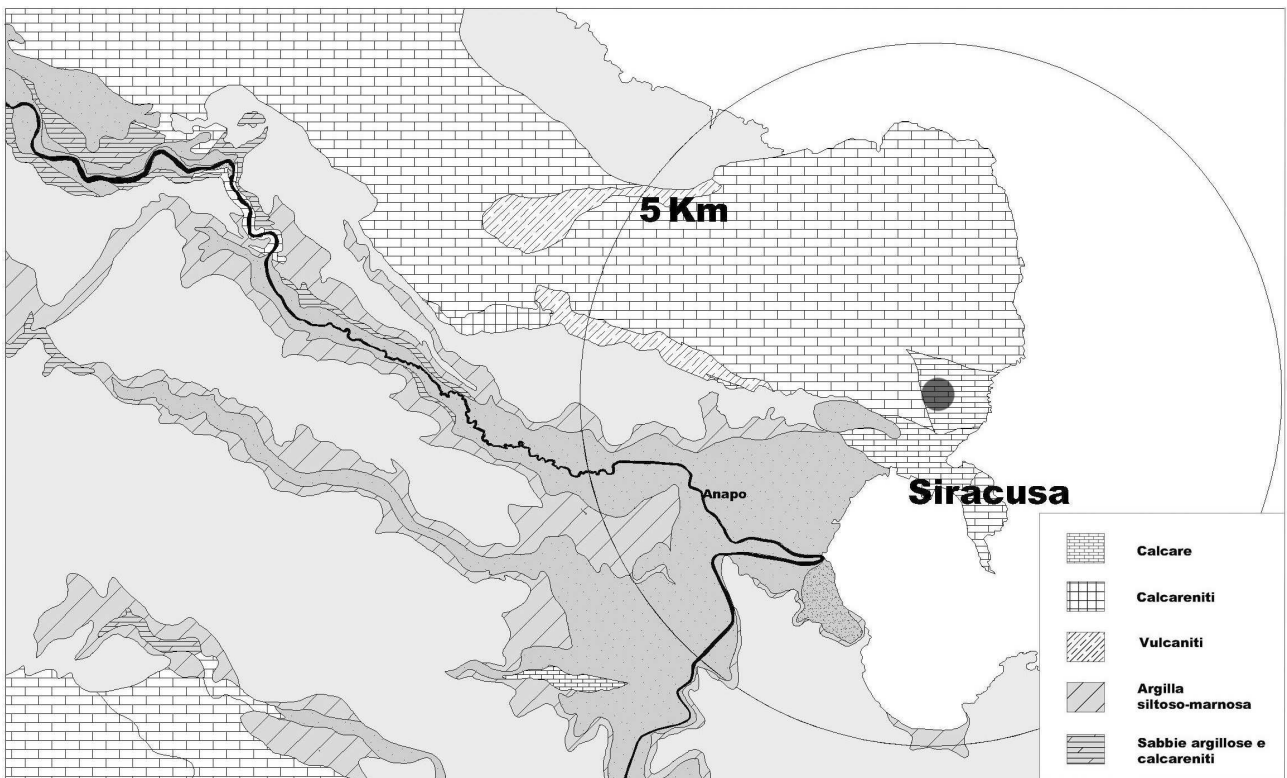 5 Km
Anapo
Siracusa
Calcare
Calcareniti
Vulcaniti
Argilla
siltoso-marnosa
Sabbie argillose e
calcareniti